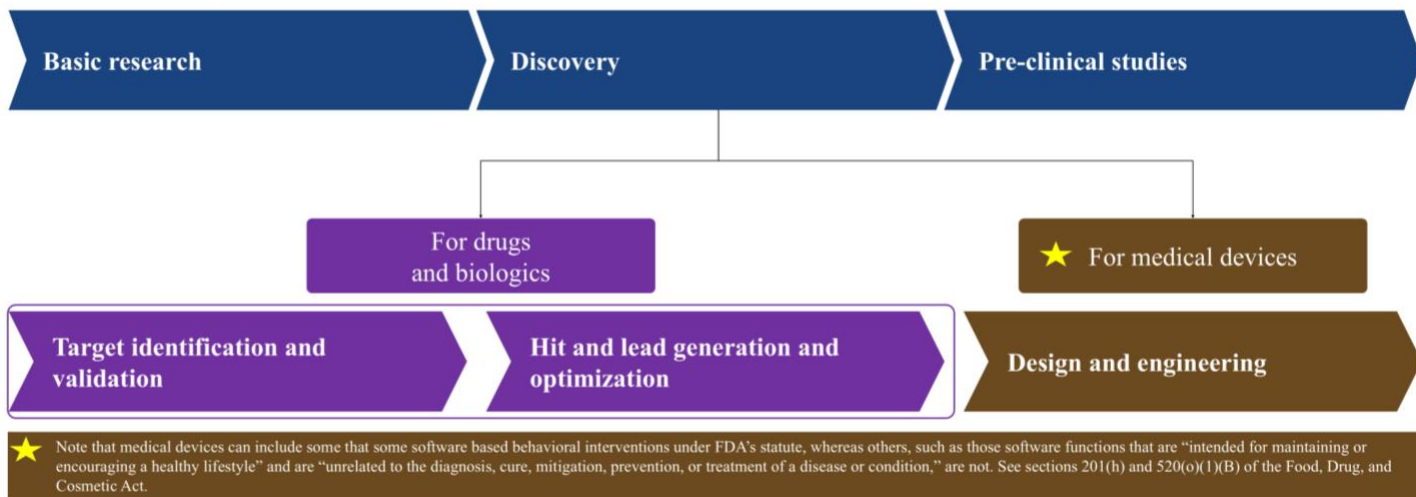 Basic research
Discovery
Pre-clinical studies
For drugs
and biologics
For medical devices
Target identification and
validation
Hit and lead generation and
optimization
Design and engineering
Note that medical devices can include some that some software based behavioral interventions under FDA’s statute, whereas others, such as those software functions that are “intended for maintaining or
encouraging a healthy lifestyle” and are “unrelated to the diagnosis, cure, mitigation, prevention, or treatment of a disease or condition,” are not. See sections 201(h) and 520(o)(1)(B) of the Food, Drug, and
Cosmetic Act.